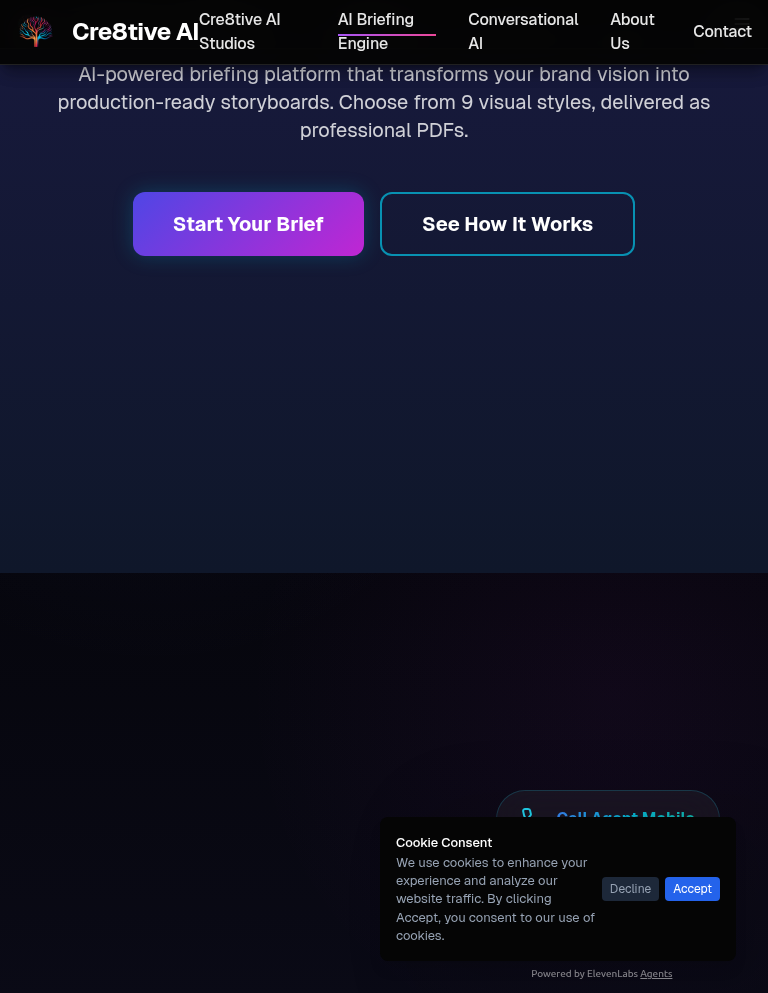 Cre8tive AI
Cre8tive AI
Studios
AI Briefing
Engine
Conversational
AI
About
Us
Contact
AI-powered briefing platform that transforms your brand vision into
production-ready storyboards. Choose from 9 visual styles, delivered as
professional PDFs.
Start Your Brief
See How It Works
Call Agent Mobile
Cookie Consent
We use cookies to enhance your
experience and analyze our
website traffic. By clicking
Accept, you consent to our use of
cookies.
Decline
Accept
Powered by ElevenLabs Agents